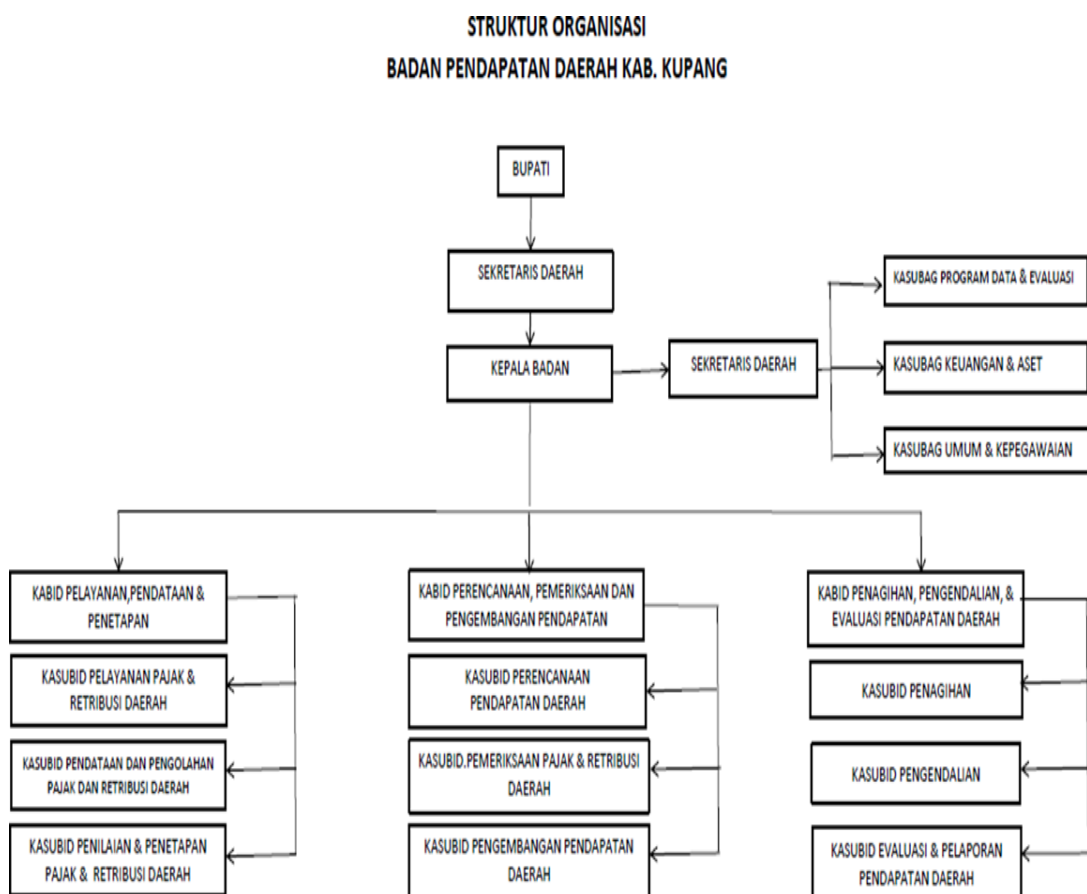 STRUKTUR ORGANISASI
BADAN PENDAPATAN DAERAH KAB. KUPANG
BUPATI
SEKRETARIS DAERAH
KASUBAG PROGRAM DATA & EVALUASI
KEPALA BADAN
SEKRETARIS DAERAH
KASUBAG KEUANGAN & ASET
KASUBAG UMUM & KEPEGAWAIAN
KABID PELAYANAN,PENDATAAN &
PENETAPAN
KASUBID PELAYANAN PAJAK &
RETRIBUSI DAERAH
KASUBID PENDATAAN DAN PENGOLAHAN
PAJAK DAN RETRIBUSI DAERAH
KASUBID PENILAIAN & PENETAPAN
PAJAK & RETRIBUSI DAERAH
KABID PERENCANAAN, PEMERIKSAAN DAN
PENGEMBANGAN PENDAPATAN
KASUBID PERENCANAAN
PENDAPATAN DAERAH
KASUBID.PEMERIKSAAN PAJAK & RETRIBUSI
DAERAH
KASUBID PENGEMBANGAN PENDAPATAN
DAERAH
KABID PENAGIHAN, PENGENDALIAN, &
EVALUASI PENDAPATAN DAERAH
KASUBID PENAGIHAN
KASUBID PENGENDALIAN
KASUBID EVALUASI & PELAPORAN
PENDAPATAN DAERAH